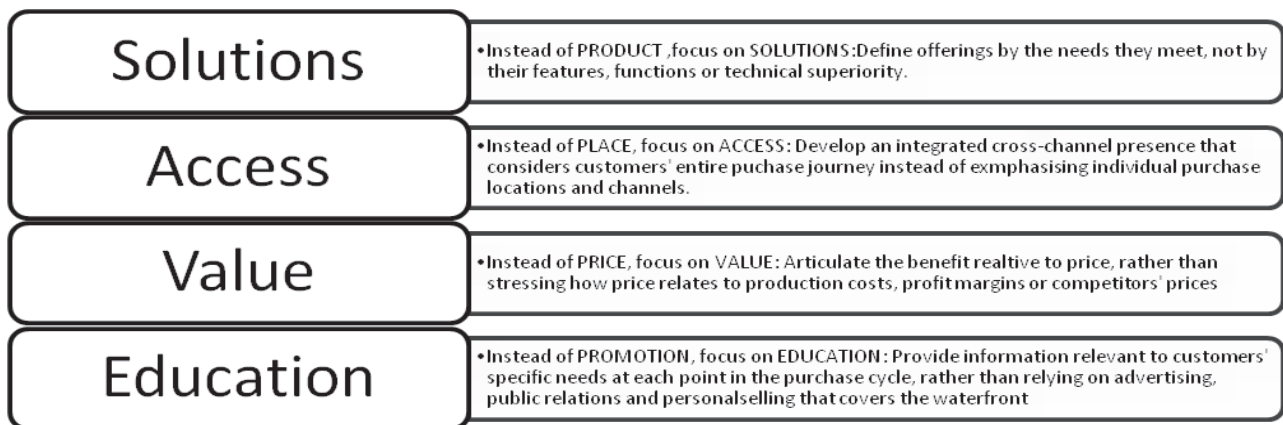 Solutions
•Instead of PRODUCT ,focus on SOLUTIONS:Define offerings by the needs they meet, not by
their features, functions or technical superiority.
Access
•Instead of PLACE, focus on ACCESS: Develop an integrated cross-channel presence that
considers customers' entire puchase journey instead of exmphasising individual purchase
locations and channels.
Value
•Instead of PRICE, focus on VALUE: Articulate the benefit realtive to price, rather than
stressing how price relates to production costs, profit margins or competitors' prices
Education
•Instead of PROMOTION, focus on EDUCATION: Provide information relevant to customers'
specific needs at each point in the purchase cycle, rather than relying on advertising,
public relations and personalselling that covers the waterfront